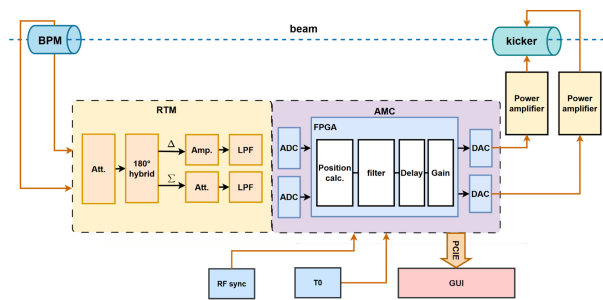 beam
BPM
kicker
Power
amplifier
Power
amplifier
RTM
AMC
FPGA
Att.
180°
hybrid
Δ
Σ
Amp.
LPF
Att.
LPF
ADC
ADC
Position
calc.
filter
Delay
Gain
DAC
DAC
PCIE
RF sync
T0
GUI